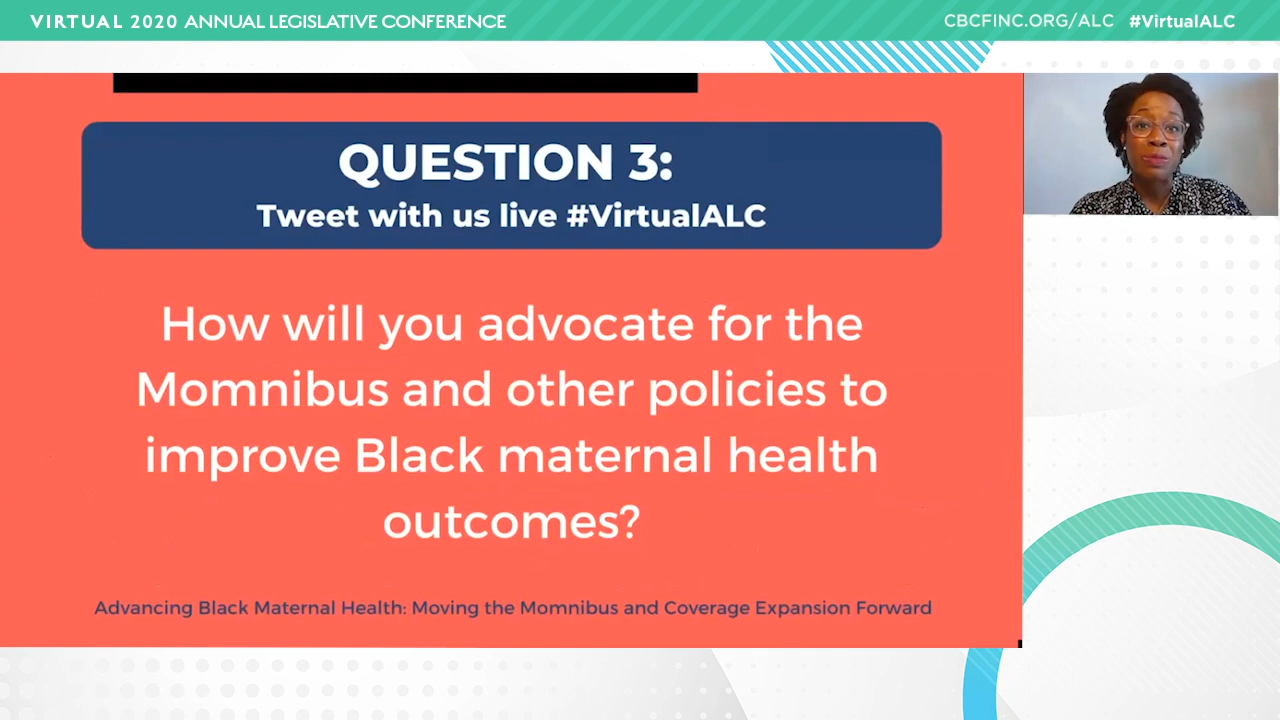 VIRTUAL 2020 ANNUAL LEGISLATIVE CONFERENCE
CBCFINC.ORG/ALC #VirtualALC
QUESTION 3:
Tweet with us live #VirtualALC
How will you advocate for the
Momnibus and other policies to
improve Black maternal health
outcomes?
Advancing Black Maternal Health: Moving the Momnibus and Coverage Expansion Forward